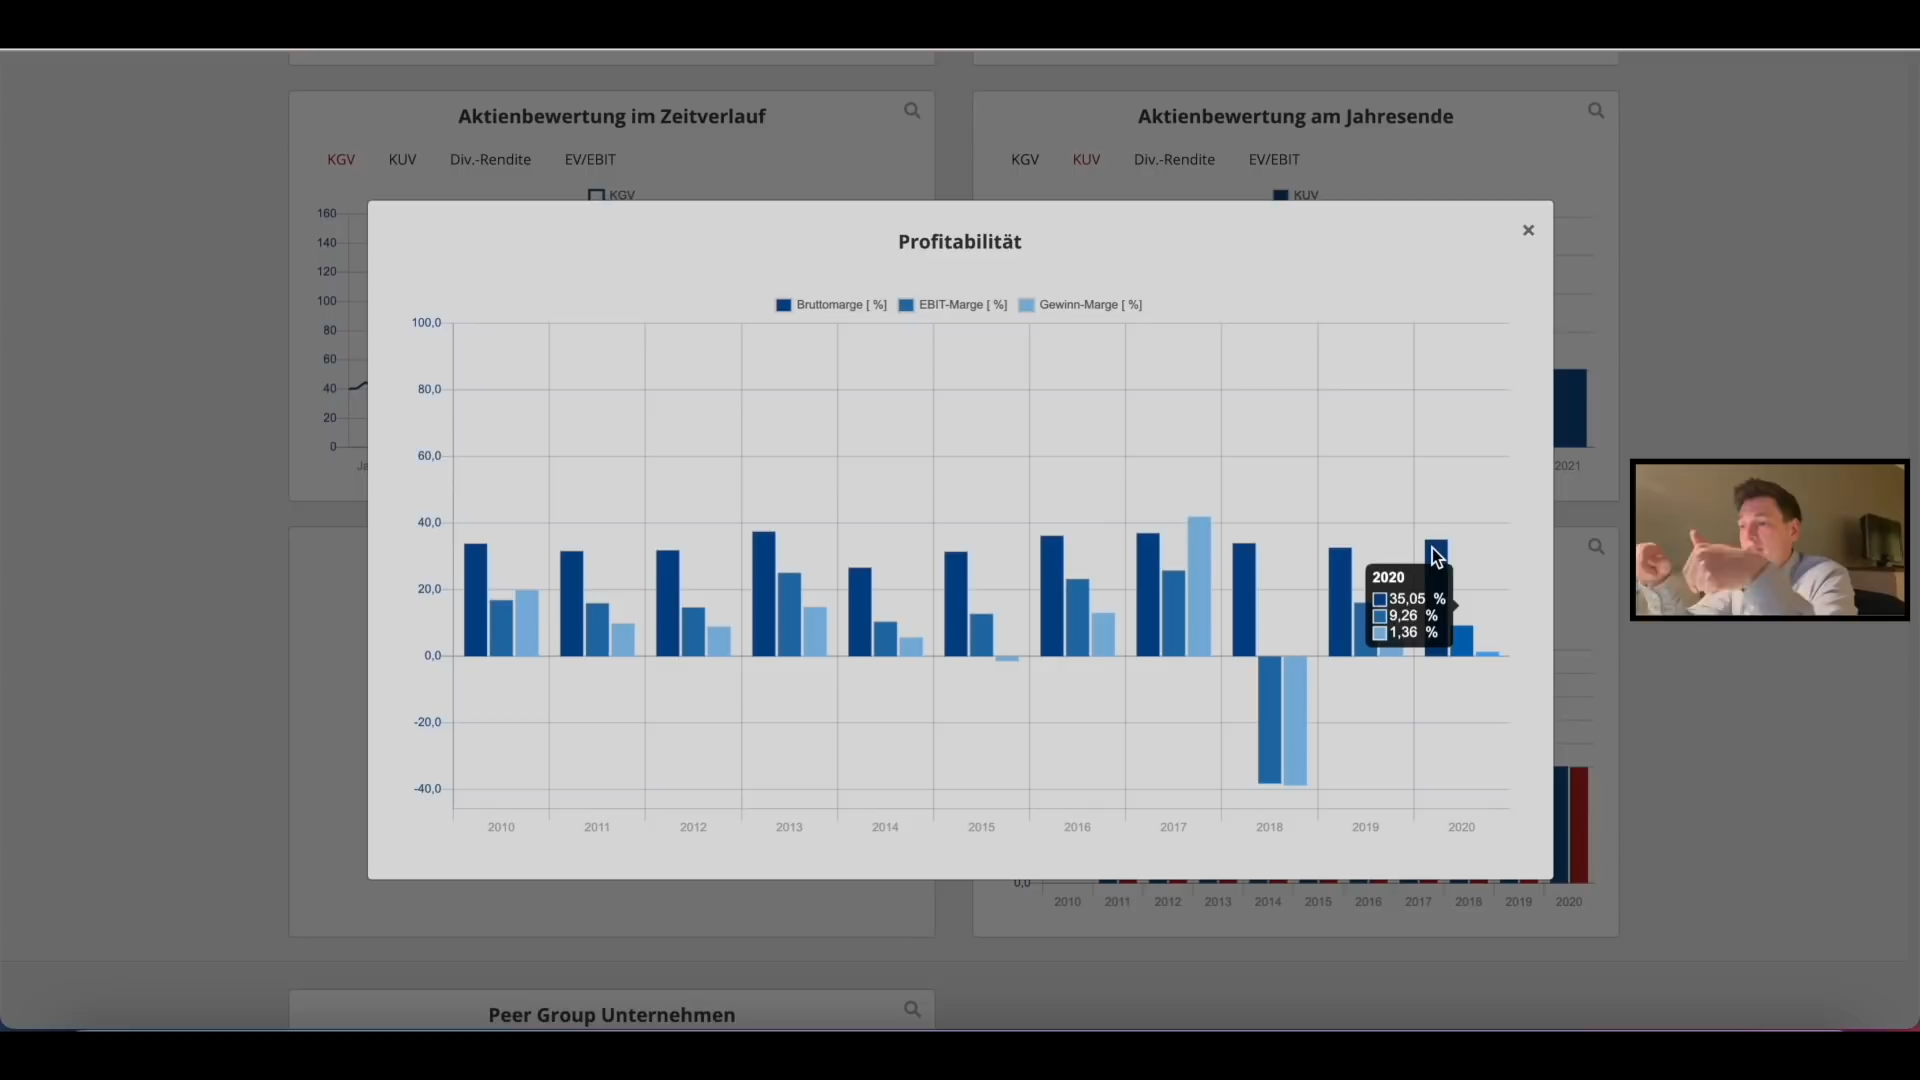 Aktienbewertung im Zeitverlauf
KGV KUV Div.-Rendite EV/EBIT
KGV
160
140
120
100
80
60
40
20
0
Aktienbewertung am Jahresende
KGV KUV Div.-Rendite EV/EBIT
KUV
2021
Profitabilität
×
Bruttomarge [ %] EBIT-Marge [ %] Gewinn-Marge [ %]
100,0
80,0
60,0
40,0
20,0
0,0
-20,0
-40,0
2010 2011 2012 2013 2014 2015 2016 2017 2018 2019 2020
2020
35,05 %
9,26 %
1,36 %
0,0
2010 2011 2012 2013 2014 2015 2016 2017 2018 2019 2020
Peer Group Unternehmen